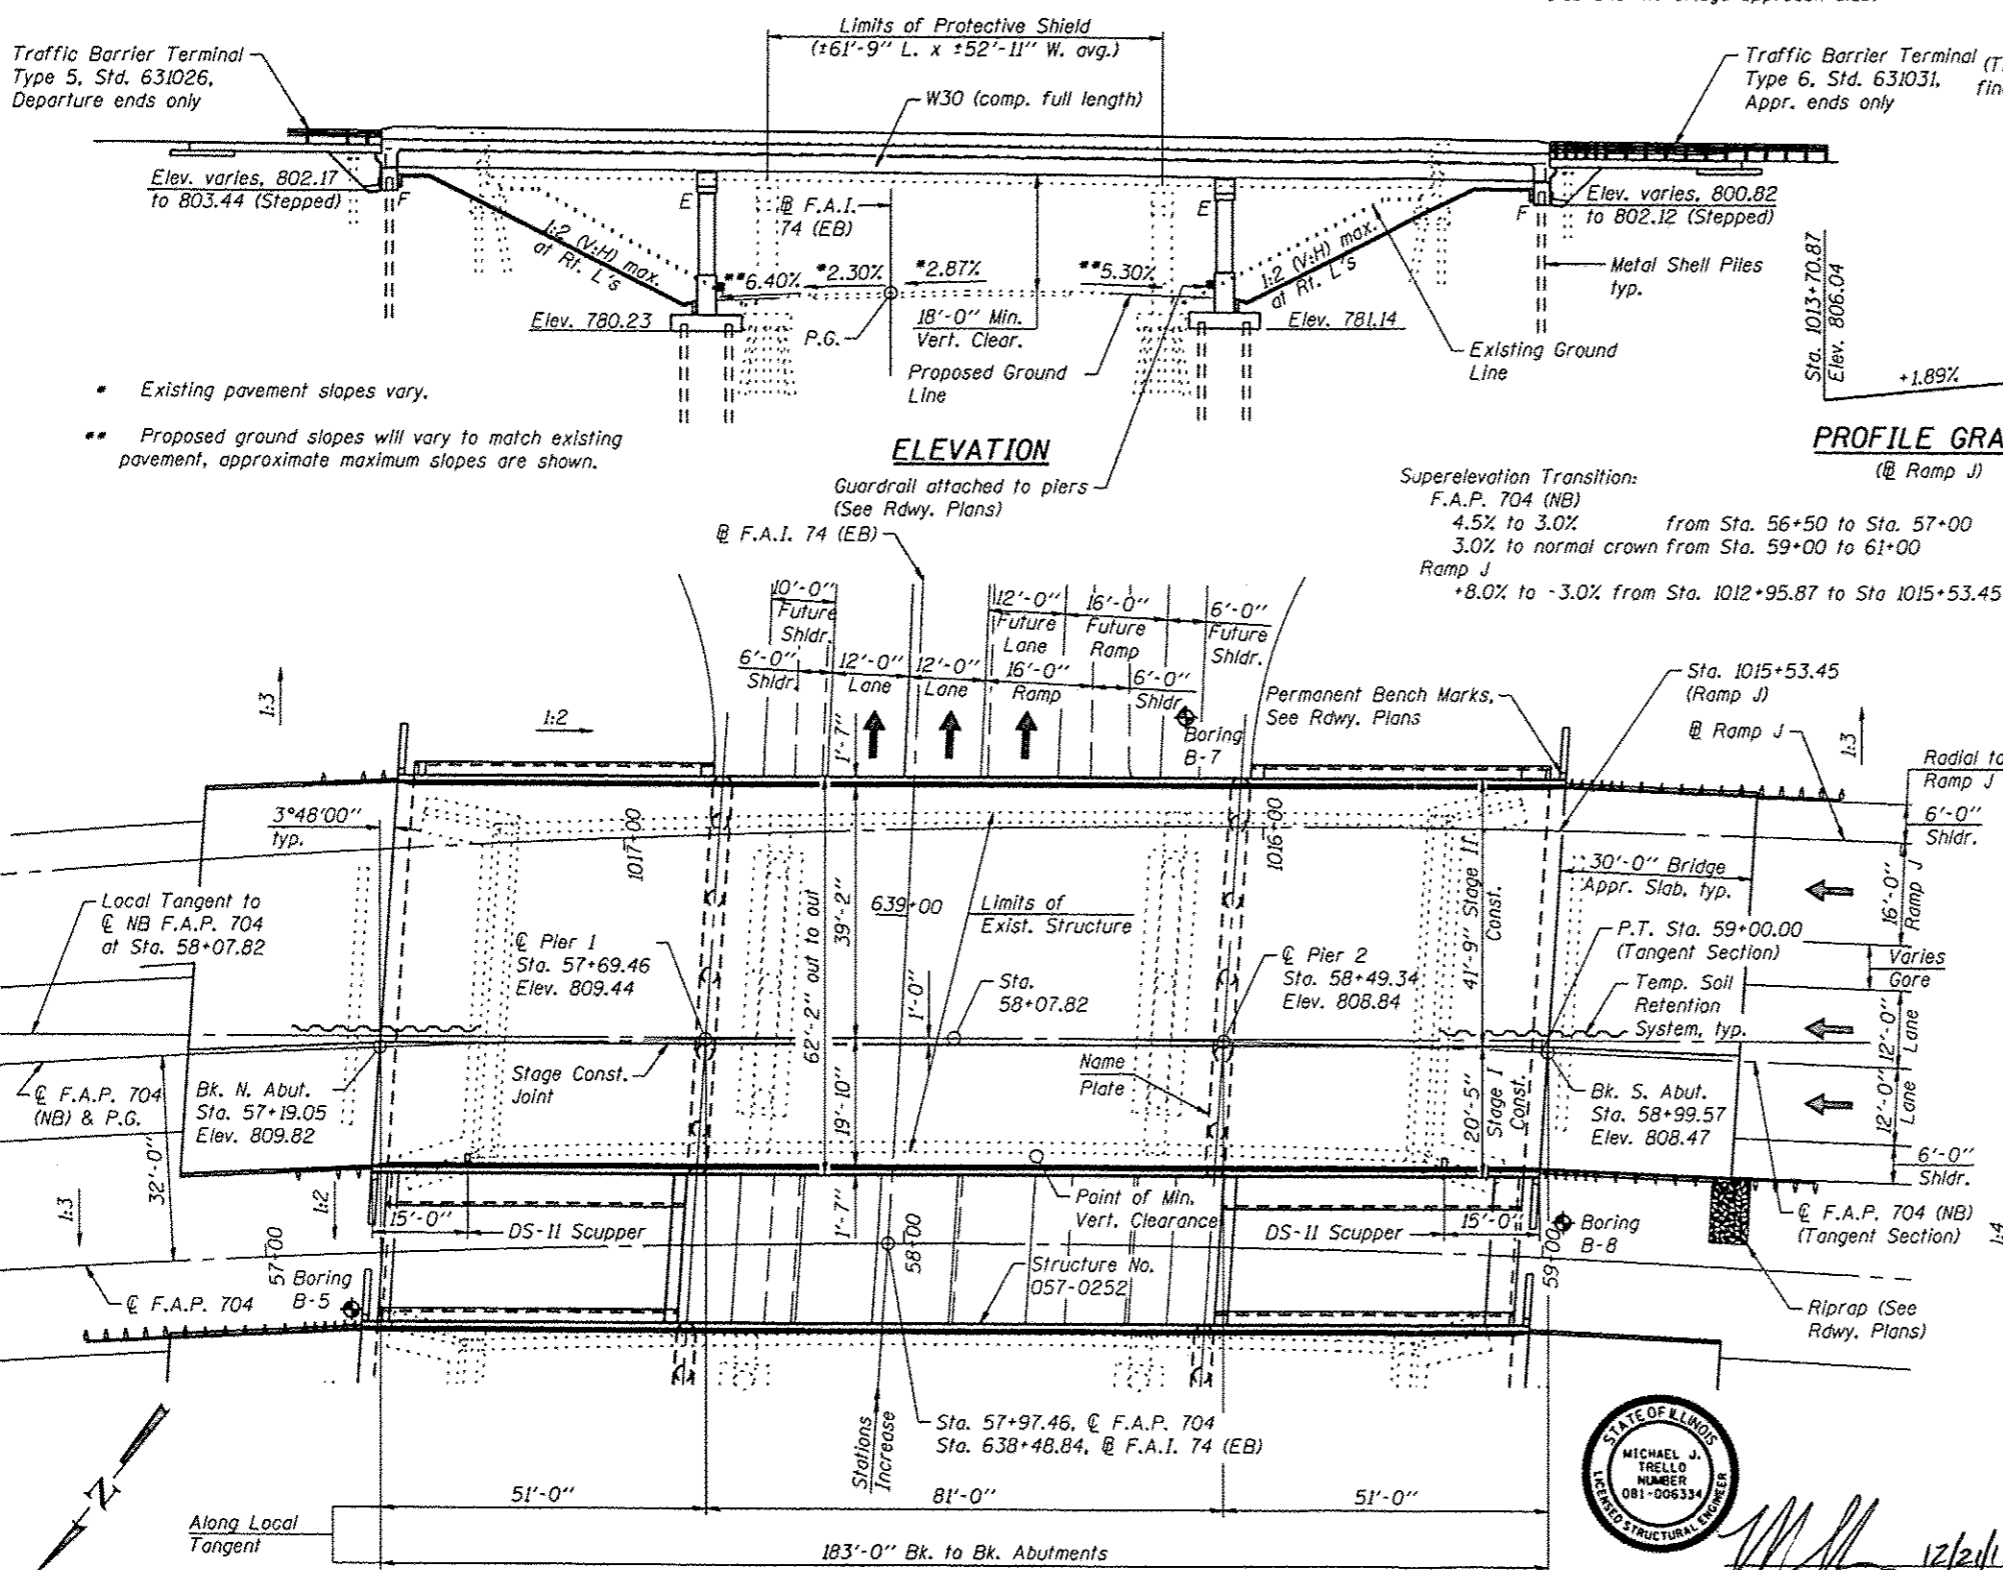 Limits of Protective Shield
(±61'-9" L. x ±52'-11" W. avg.)
Traffic Barrier Terminal
Type 5, Std. 631026,
Departure ends only
W30 (comp. full length)
Traffic Barrier Terminal
Type 6, Std. 631031,
Appr. ends only
Elev. varies, 802.17
to 803.44 (Stepped)
F
E
℄ F.A.I.
74 (EB)
E
F
Elev. varies, 800.82
to 802.12 (Stepped)
1:2 (V:H) max.
at Rt. L's
**6.40%
*2.30%
*2.87%
**5.30%
1:2 (V:H) max.
at Rt. L's
Metal Shell Piles
typ.
Elev. 780.23
P.G.
18'-0" Min.
Vert. Clear.
Elev. 781.14
Proposed Ground
Line
Existing Ground
Line
Sta. 1013+70.87
Elev. 806.04
+1.89%
* Existing pavement slopes vary.
** Proposed ground slopes will vary to match existing
pavement, approximate maximum slopes are shown.
ELEVATION
PROFILE GRA
(℄ Ramp J)
Guardrail attached to piers
(See Rdwy. Plans)
Superelevation Transition:
F.A.P. 704 (NB)
4.5% to 3.0% from Sta. 56+50 to Sta. 57+00
3.0% to normal crown from Sta. 59+00 to 61+00
Ramp J
+8.0% to -3.0% from Sta. 1012+95.87 to Sta 1015+53.45
℄ F.A.I. 74 (EB)
10'-0"
Future
Shldr.
12'-0"
Future
Lane
16'-0"
Future
Ramp
6'-0"
Future
Shldr.
6'-0"
Shldr.
12'-0"
Lane
12'-0"
Lane
16'-0"
Ramp
6'-0"
Shldr.
1:3
1:2
1'-7"
Boring
B-7
Permanent Bench Marks,
See Rdwy. Plans
Sta. 1015+53.45
(Ramp J)
℄ Ramp J
1:3
Radial to
Ramp J
6'-0"
Shldr.
3°48'00"
typ.
1017+00
1016+00
30'-0" Bridge
Appr. Slab, typ.
16'-0"
Ramp J
Local Tangent to
℄ NB F.A.P. 704
at Sta. 58+07.82
639+00
Limits of
Exist. Structure
39'-2"
62'-2" out to out
41'-9" Stage II
Const.
P.T. Sta. 59+00.00
(Tangent Section)
Varies
Gore
℄ Pier 1
Sta. 57+69.46
Elev. 809.44
1'-0"
Sta.
58+07.82
℄ Pier 2
Sta. 58+49.34
Elev. 808.84
Temp. Soil
Retention
System, typ.
12'-0"
Lane
℄ F.A.P. 704
(NB) & P.G.
Bk. N. Abut.
Sta. 57+19.05
Elev. 809.82
Stage Const.
Joint
19'-10"
Name
Plate
20'-5"
Stage I
Const.
Bk. S. Abut.
Sta. 58+99.57
Elev. 808.47
12'-0"
Lane
6'-0"
Shldr.
32'-0"
1:3
1:2
15'-0"
DS-11 Scupper
1'-7"
Point of Min.
Vert. Clearance
DS-11 Scupper
15'-0"
Boring
B-8
℄ F.A.P. 704 (NB)
(Tangent Section)
1:4
57+00
58+00
59+00
℄ F.A.P. 704
Boring
B-5
Structure No.
057-0252
Riprap (See
Rdwy. Plans)
Stations
Increase
Sta. 57+97.46, ℄ F.A.P. 704
Sta. 638+48.84, ℄ F.A.I. 74 (EB)
N
51'-0"
81'-0"
51'-0"
Along Local
Tangent
183'-0" Bk. to Bk. Abutments
STATE OF ILLINOIS
MICHAEL J.
TRELLO
NUMBER
081-006334
LICENSED STRUCTURAL ENGINEER